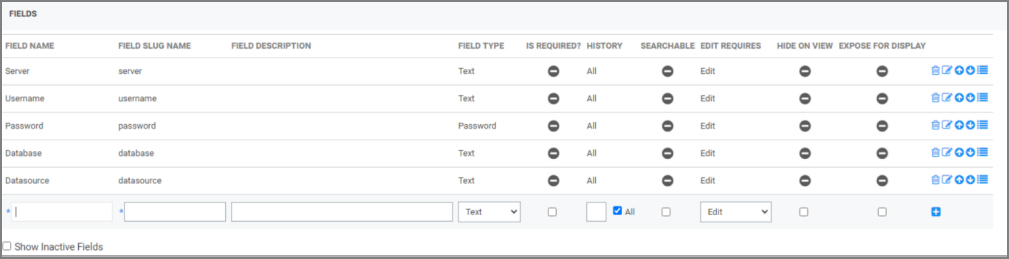 FIELDS
FIELD NAME FIELD SLUG NAME FIELD DESCRIPTION FIELD TYPE IS REQUIRED? HISTORY SEARCHABLE EDIT REQUIRES HIDE ON VIEW EXPOSE FOR DISPLAY
Server server Text All Edit
Username username Text All Edit
Password password Password All Edit
Database database Text All Edit
Datasource datasource Text All Edit
* * Text All Edit
Show Inactive Fields